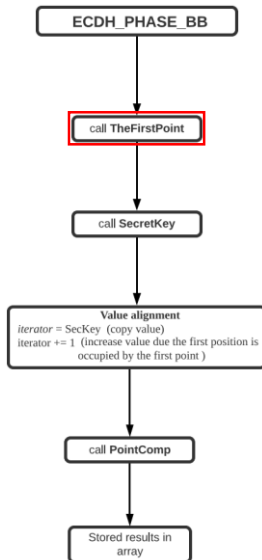 ECDH_PHASE_BB
call TheFirstPoint
call SecretKey
Value alignment
iterator = SecKey (copy value)
iterator += 1 (increase value due the first position is
occupied by the first point )
call PointComp
Stored results in
array